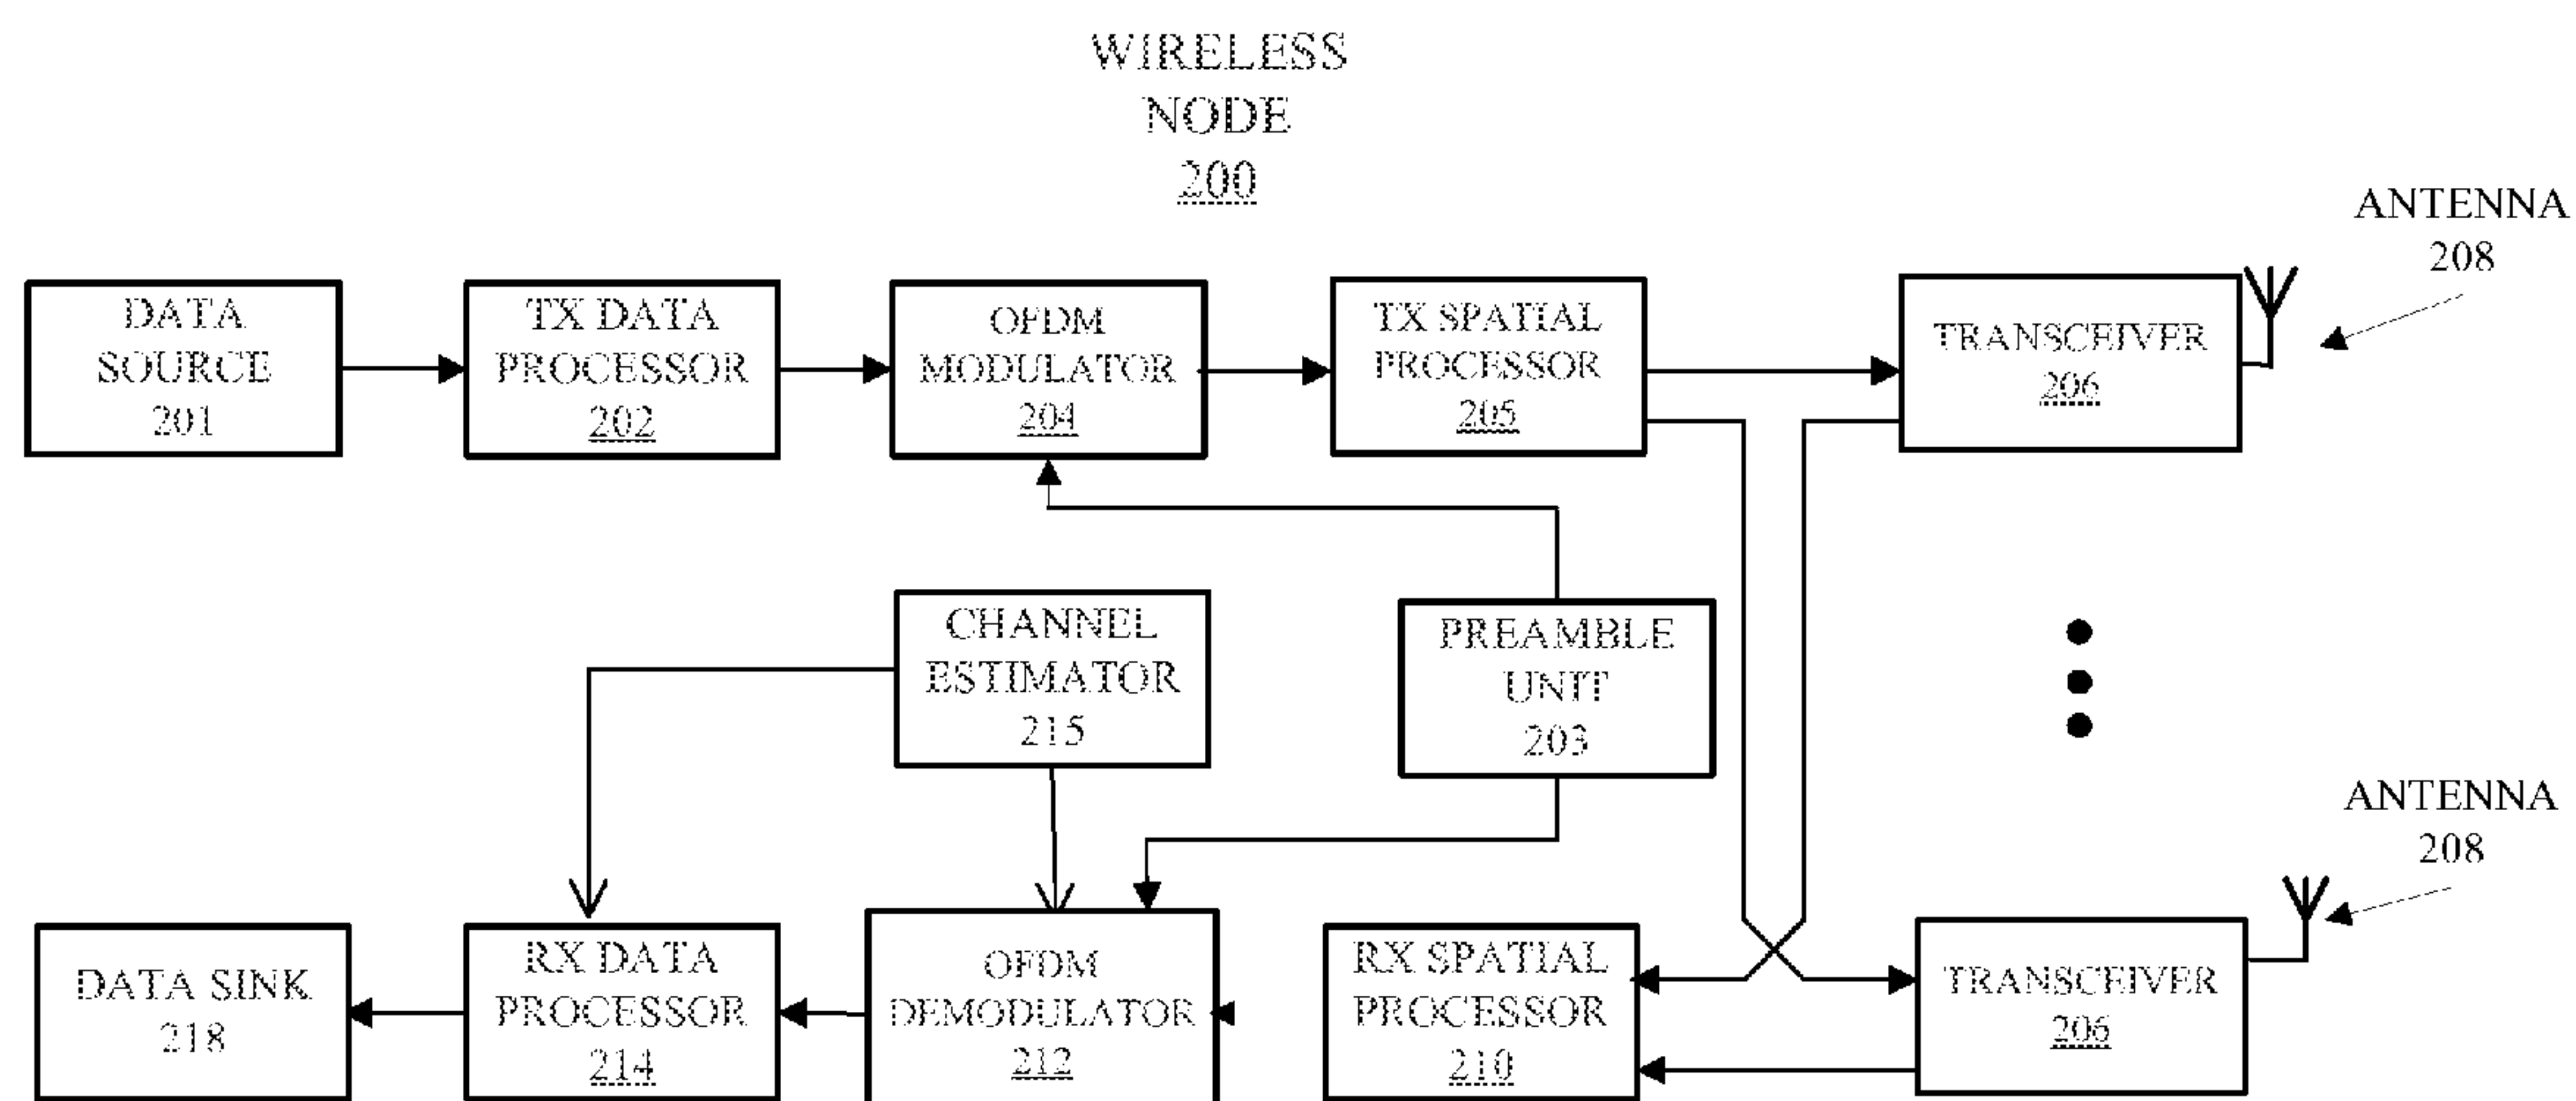 WIRELESS
NODE
200
ANTENNA
208
DATA
SOURCE
201
TX DATA
PROCESSOR
202
OFDM
MODULATOR
204
TX SPATIAL
PROCESSOR
205
TRANSCEIVER
206
CHANNEL
ESTIMATOR
215
PREAMBLE
UNIT
203
ANTENNA
208
DATA SINK
218
RX DATA
PROCESSOR
214
OFDM
DEMODULATOR
212
RX SPATIAL
PROCESSOR
210
TRANSCEIVER
206